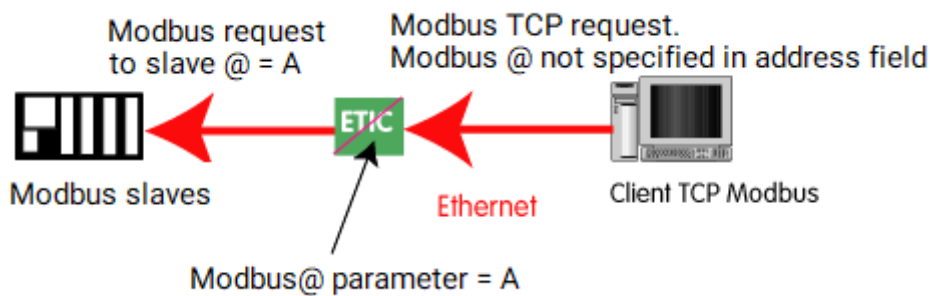 Modbus request
to slave @ = A
Modbus TCP request.
Modbus @ not specified in address field
ETIC
Modbus slaves
Ethernet
Client TCP Modbus
Modbus@ parameter = A